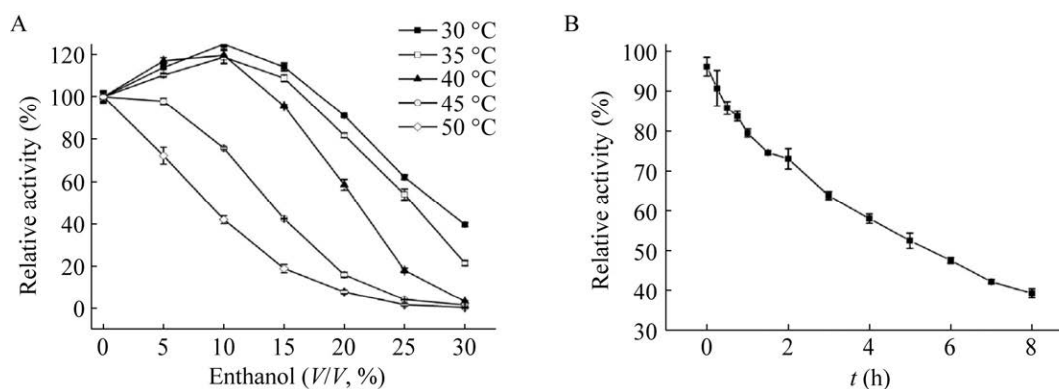 A
Relative activity (%)
120
100
80
60
40
20
0
0 5 10 15 20 25 30
Enthanol (V/V, %)
30 °C
35 °C
40 °C
45 °C
50 °C
B
Relative activity (%)
100
90
80
70
60
50
40
30
0 2 4 6 8
t (h)